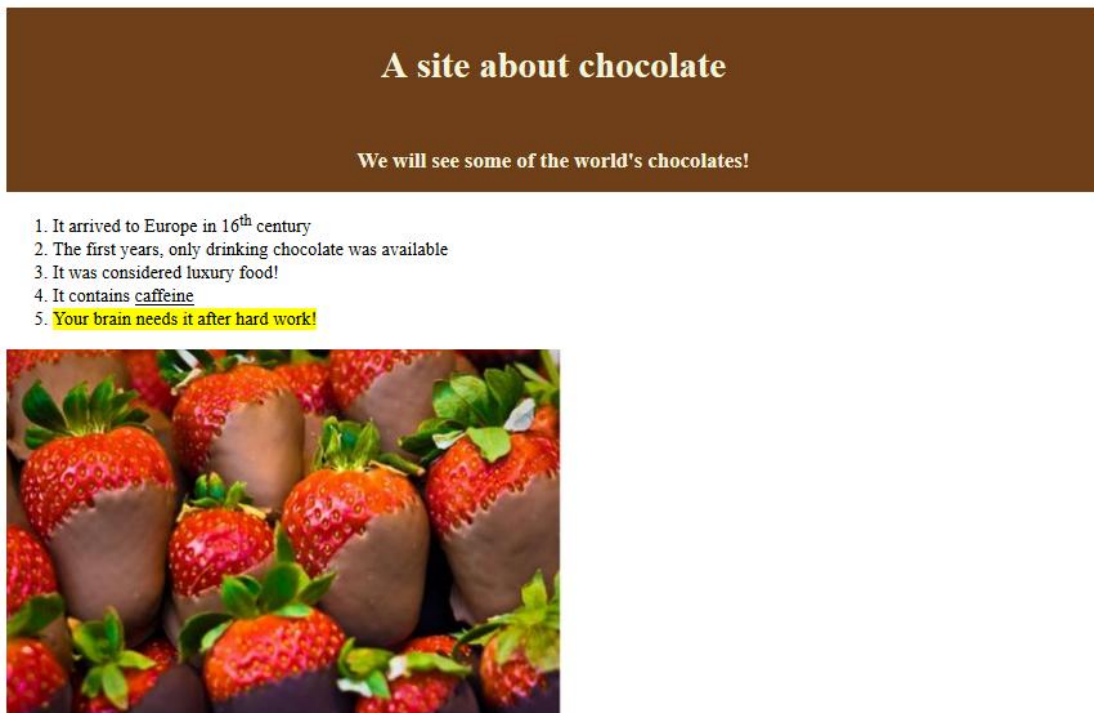 A site about chocolate
We will see some of the world's chocolates!
1. It arrived to Europe in 16th century
2. The first years, only drinking chocolate was available
3. It was considered luxury food!
4. It contains caffeine
5. Your brain needs it after hard work!